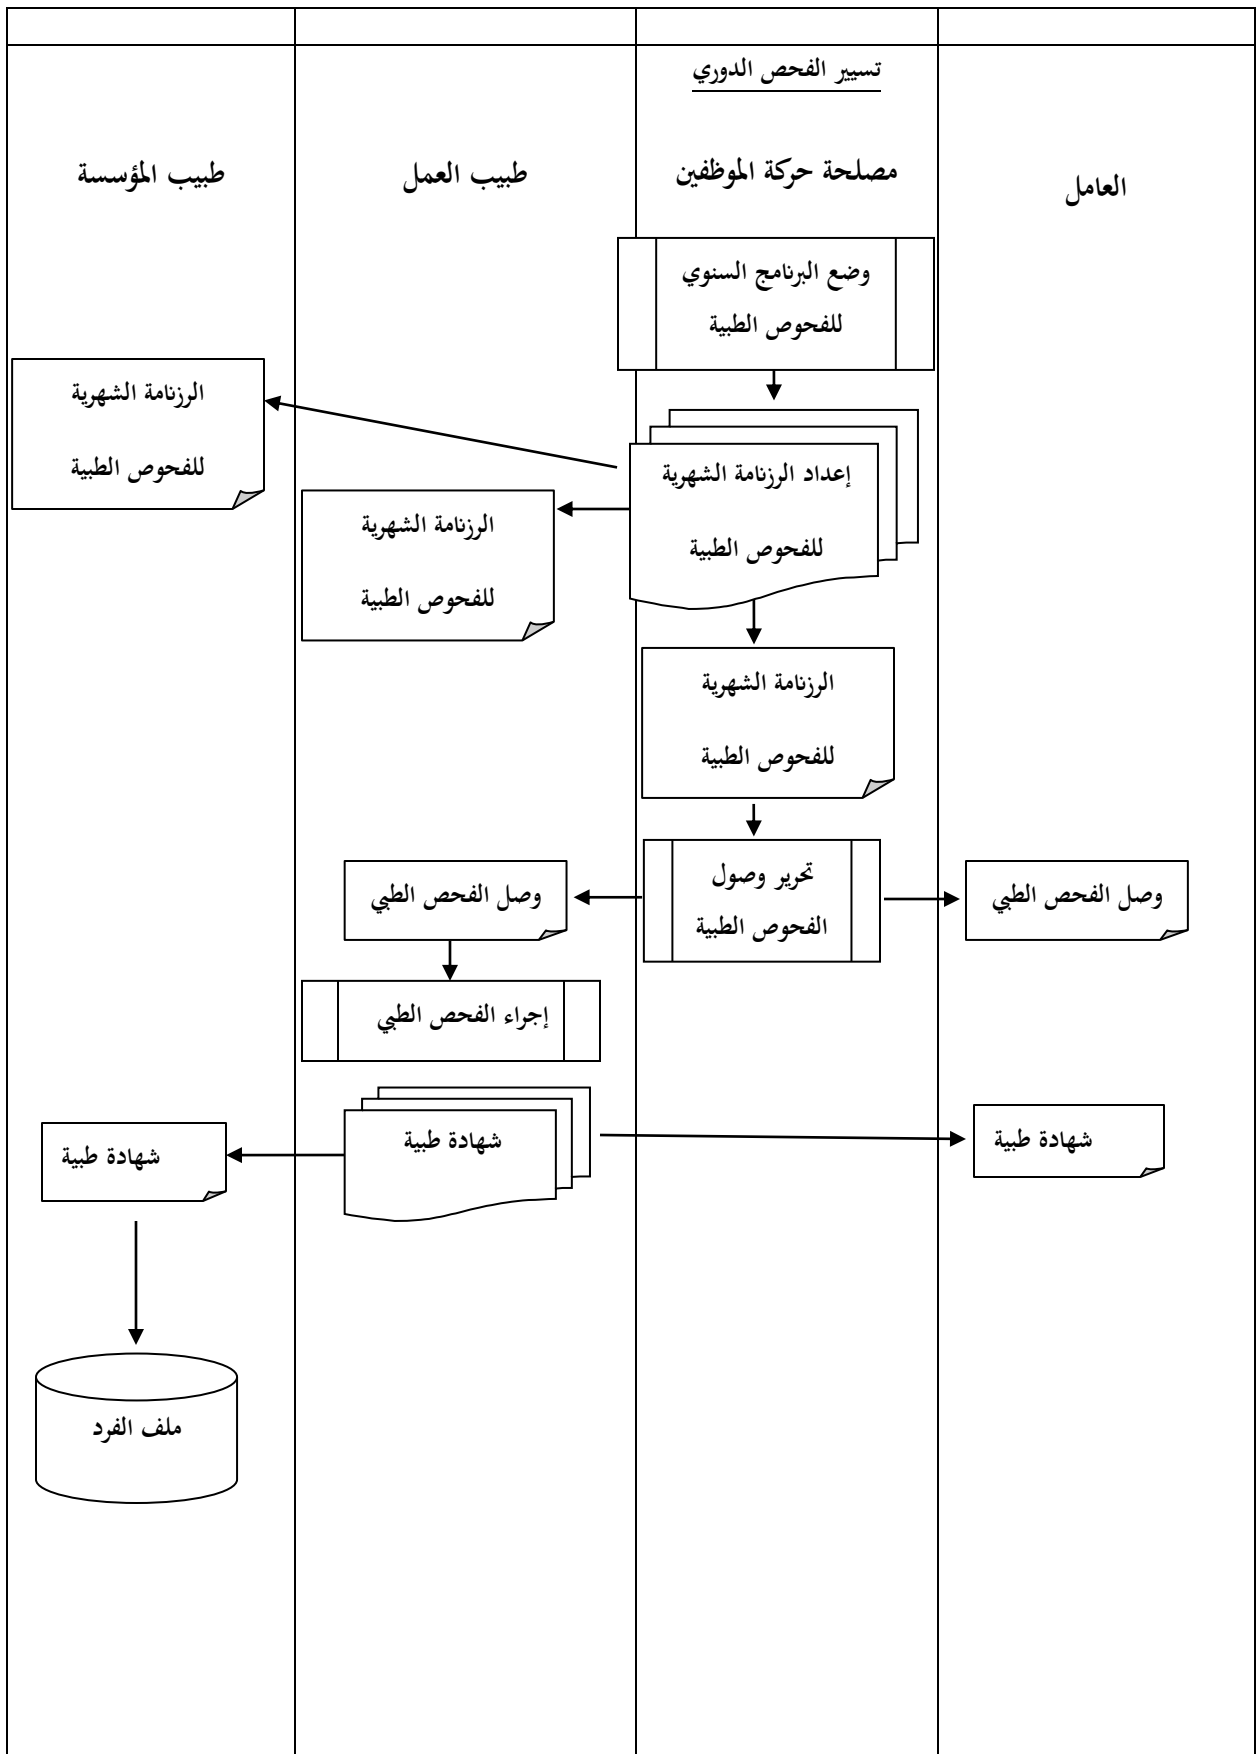 تسيير الفحص الدوري
العامل
مصلحة حركة الموظفين
طبيب العمل
طبيب المؤسسة
وضع البرنامج السنوي
للفحوص الطبية
إعداد الرزنامة الشهرية
للفحوص الطبية
الرزنامة الشهرية
للفحوص الطبية
الرزنامة الشهرية
للفحوص الطبية
الرزنامة الشهرية
للفحوص الطبية
تحرير وصول
الفحوص الطبية
وصل الفحص الطبي
وصل الفحص الطبي
إجراء الفحص الطبي
شهادة طبية
شهادة طبية
شهادة طبية
ملف الفرد